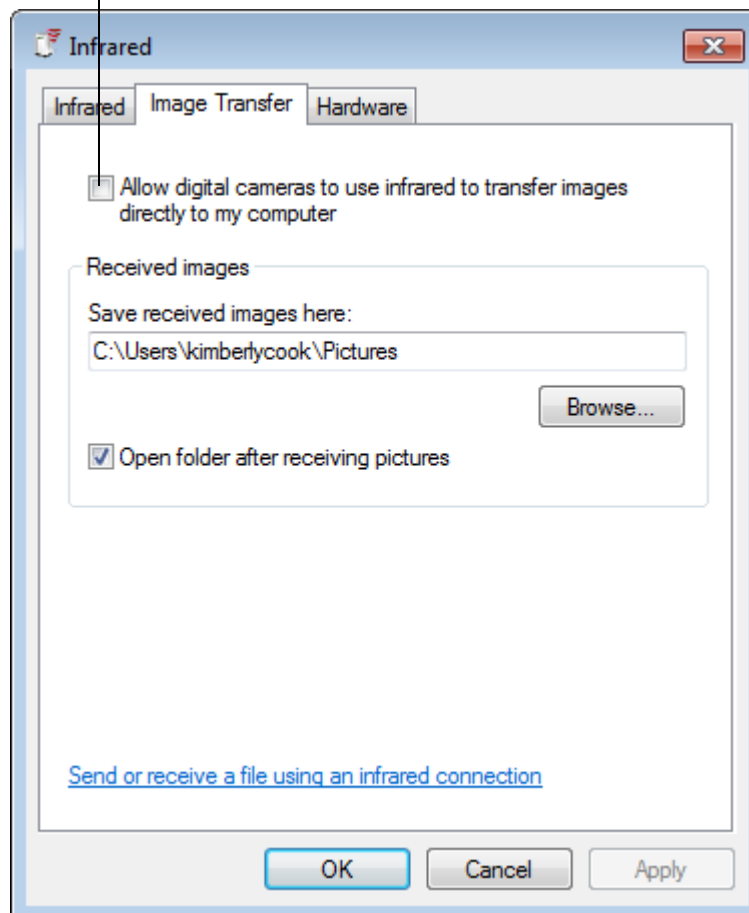 Infrared
Infrared
Image Transfer
Hardware
Allow digital cameras to use infrared to transfer images
directly to my computer
Received images
Save received images here:
C:\Users\kimberlycook\Pictures
Browse...
Open folder after receiving pictures
Send or receive a file using an infrared connection
OK
Cancel
Apply